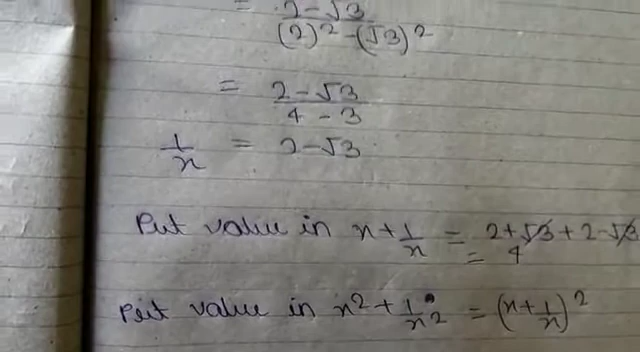 = 2 - √3
(2)² - (√3)²
= 2 - √3
4 - 3
1/x = 2 - √3
Put value in x + 1/x = 2 + √3 + 2 - √3
= 4
Put value in x² + 1/x² = (x + 1/x)²